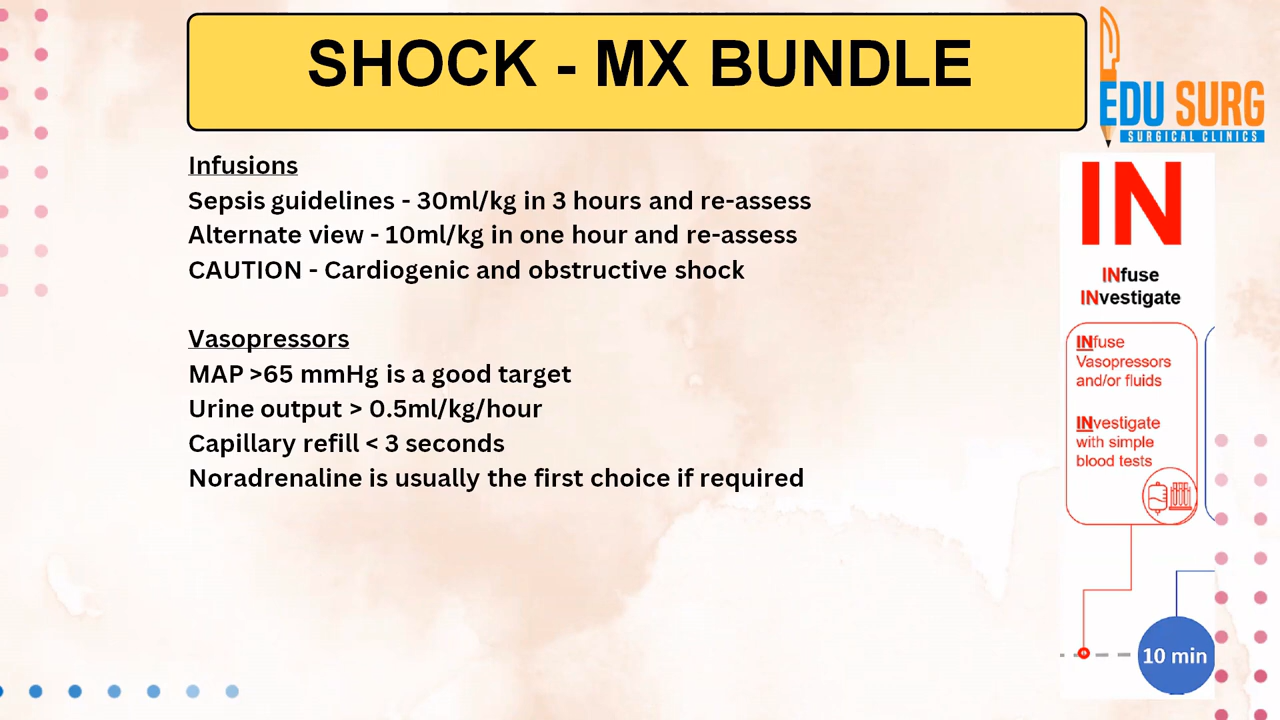 SHOCK - MX BUNDLE
EDU SURG
SURGICAL CLINICS
Infusions
Sepsis guidelines - 30ml/kg in 3 hours and re-assess
Alternate view - 10ml/kg in one hour and re-assess
CAUTION - Cardiogenic and obstructive shock
Vasopressors
MAP >65 mmHg is a good target
Urine output > 0.5ml/kg/hour
Capillary refill < 3 seconds
Noradrenaline is usually the first choice if required
IN
INfuse
INvestigate
INfuse
Vasopressors
and/or fluids
INvestigate
with simple
blood tests
10 min